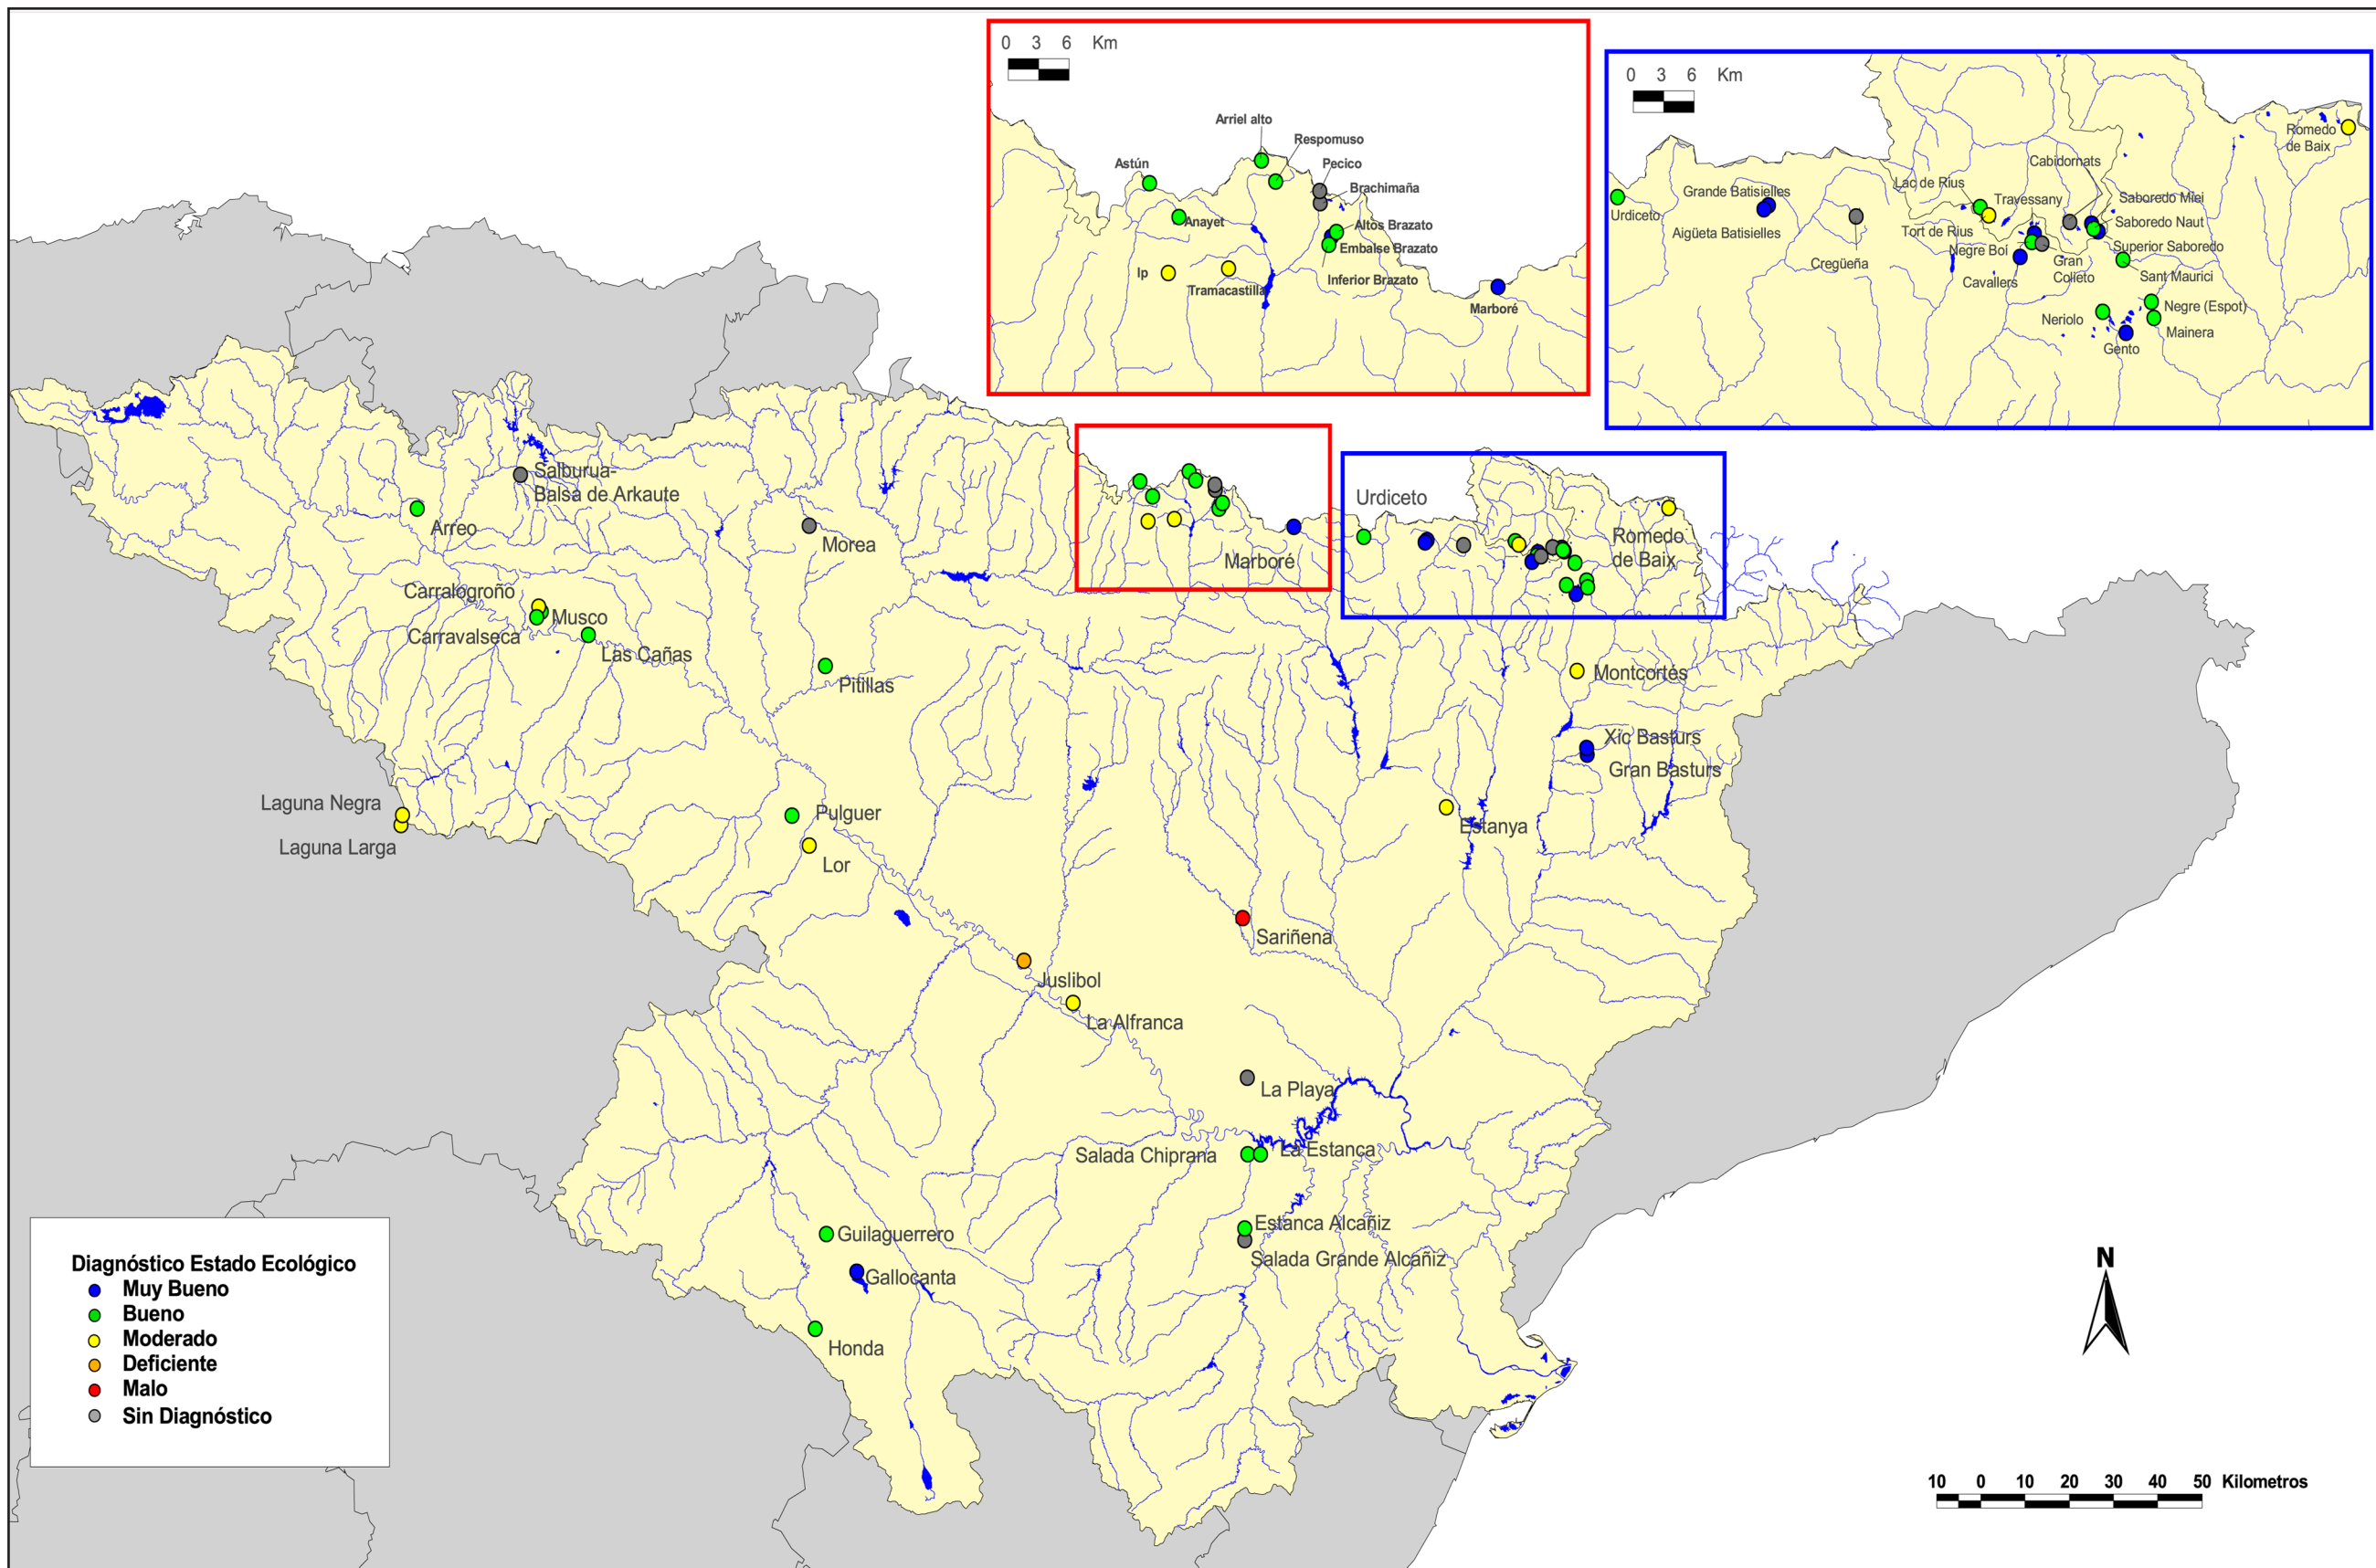 0 3 6 Km
Arriel alto
Respomuso
Astún
Pecico
Brachimaña
Anayet
Altos Brazato
Embalse Brazato
Ip
Tramacastilla
Inferior Brazato
Marboré
0 3 6 Km
Romedo
de Baix
Cabidornats
Lac de Rius
Grande Batisielles
Travessany
Saboredo Miei
Urdiceto
Saboredo Naut
Aigüeta Batisielles
Tort de Rius
Superior Saboredo
Negre Boí
Cregüeña
Gran
Colieto
Sant Maurici
Cavallers
Negre (Espot)
Neriolo
Mainera
Gento
Salburua-
Balsa de Arkaute
Urdiceto
Arreo
Morea
Marboré
Romedo
de Baix
Carralogroño
Musco
Carravalseca
Las Cañas
Pitillas
Montcortés
Xic Basturs
Gran Basturs
Laguna Negra
Pulguer
Estanya
Laguna Larga
Lor
Sariñena
Juslibol
La Alfranca
La Playa
Salada Chiprana
La Estanca
Estanca Alcañiz
Guilaguerrero
Salada Grande Alcañiz
Gallocanta
Honda
Diagnóstico Estado Ecológico
Muy Bueno
Bueno
Moderado
Deficiente
Malo
Sin Diagnóstico
N
10 0 10 20 30 40 50 Kilometros